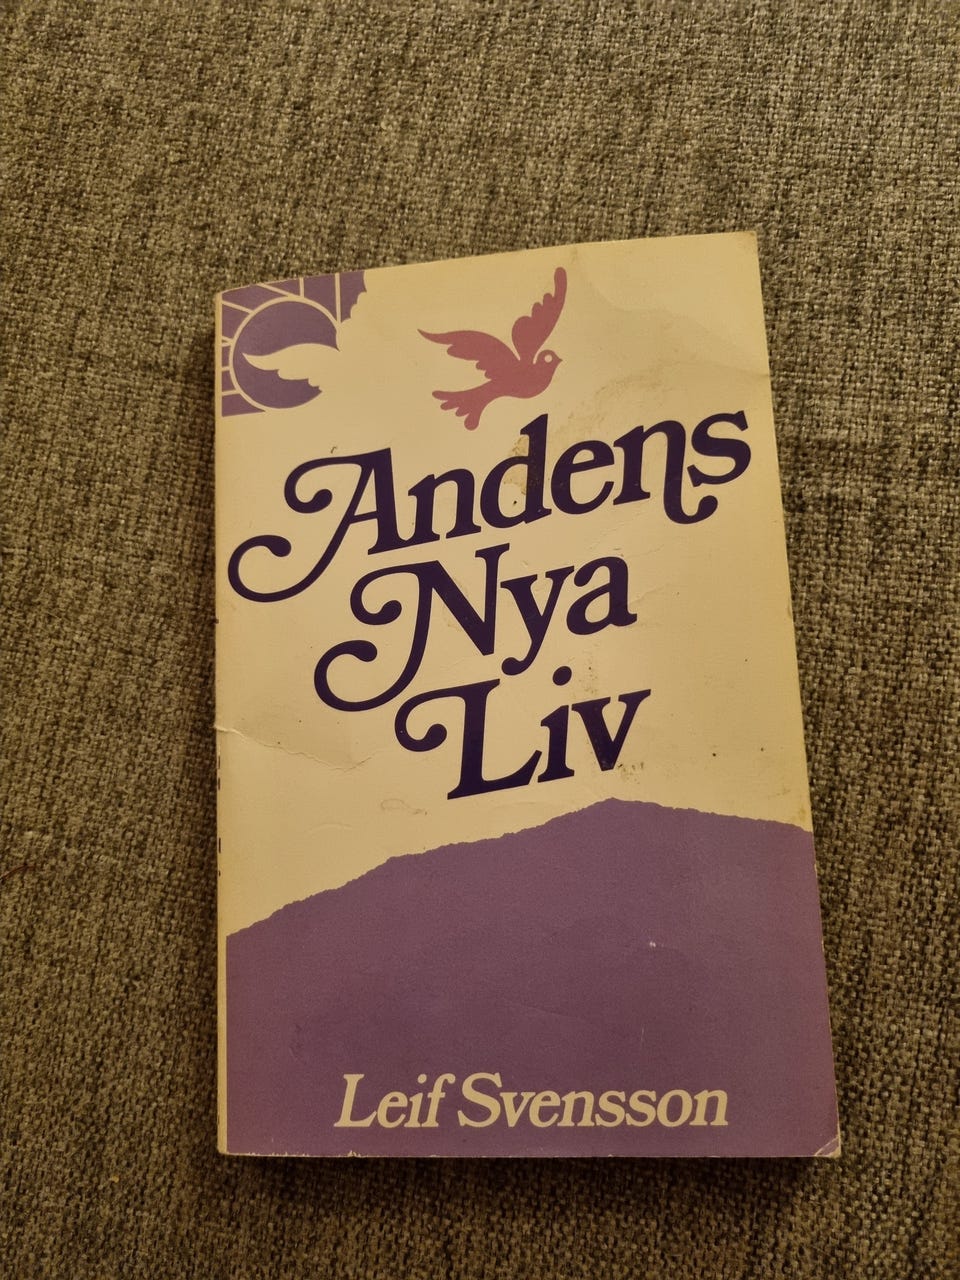 Andens
Nya
Liv
Leif Svensson